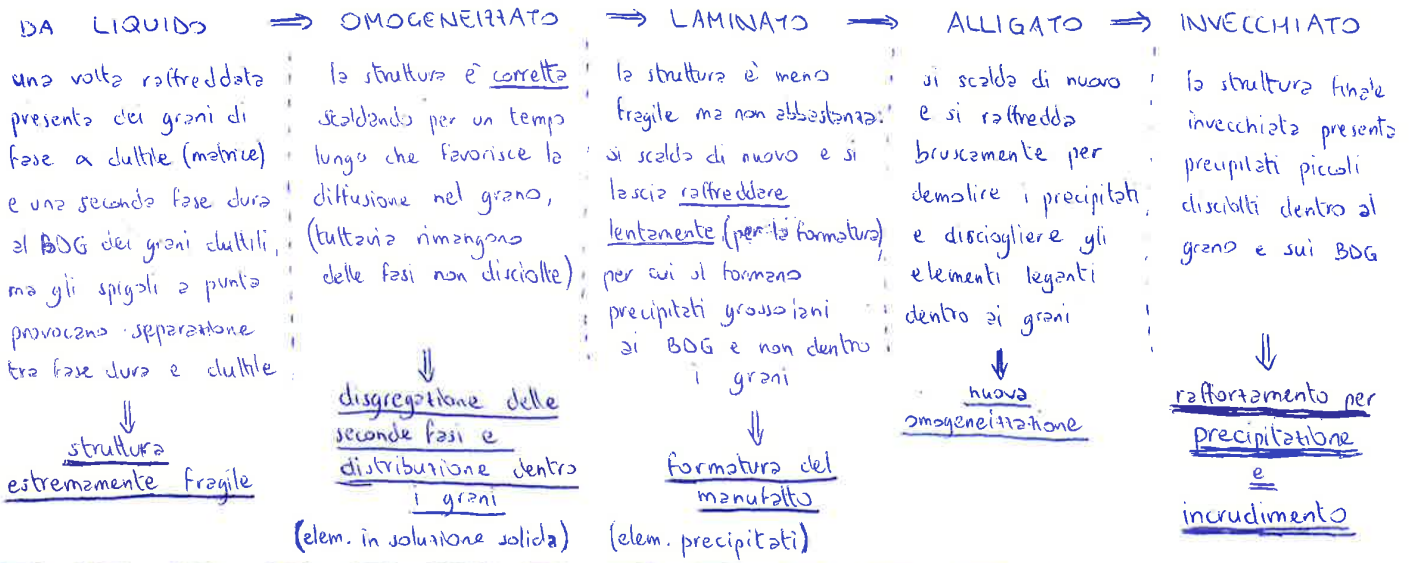 DA LIQUIDO ⇒ OMOGENEIZZATO ⇒ LAMINATO ⇒ ALLIGATO ⇒ INVECCHIATO
una volta raffreddata
presenta dei grani di
fase α duttile (matrice)
e una seconda fase dura
al BDG dei grani duttili,
ma gli spigoli a punta
provocano separazione
tra fase dura e duttile
⇓
struttura
estremamente fragile
la struttura è corretta
scaldando per un tempo
lungo che favorisce la
diffusione nel grano,
(tuttavia rimangono
delle fasi non disciolte)
⇓
disgregazione delle
seconde fasi e
distribuzione dentro
i grani
(elem. in soluzione solida)
la struttura è meno
fragile ma non abbastanza:
si scalda di nuovo e si
lascia raffreddare
lentamente (per la formatura)
per cui si formano
precipitati grossolani
ai BDG e non dentro
i grani
⇓
formatura del
manufatto
(elem. precipitati)
si scalda di nuovo
e si raffredda
bruscamente per
demolire i precipitati
e disciogliere gli
elementi leganti
dentro ai grani
⇓
nuova
omogeneizzazione
la struttura finale
invecchiata presenta
precipitati piccoli
disciolti dentro al
grano e sui BDG
⇓
rafforzamento per
precipitazione
e
incrudimento